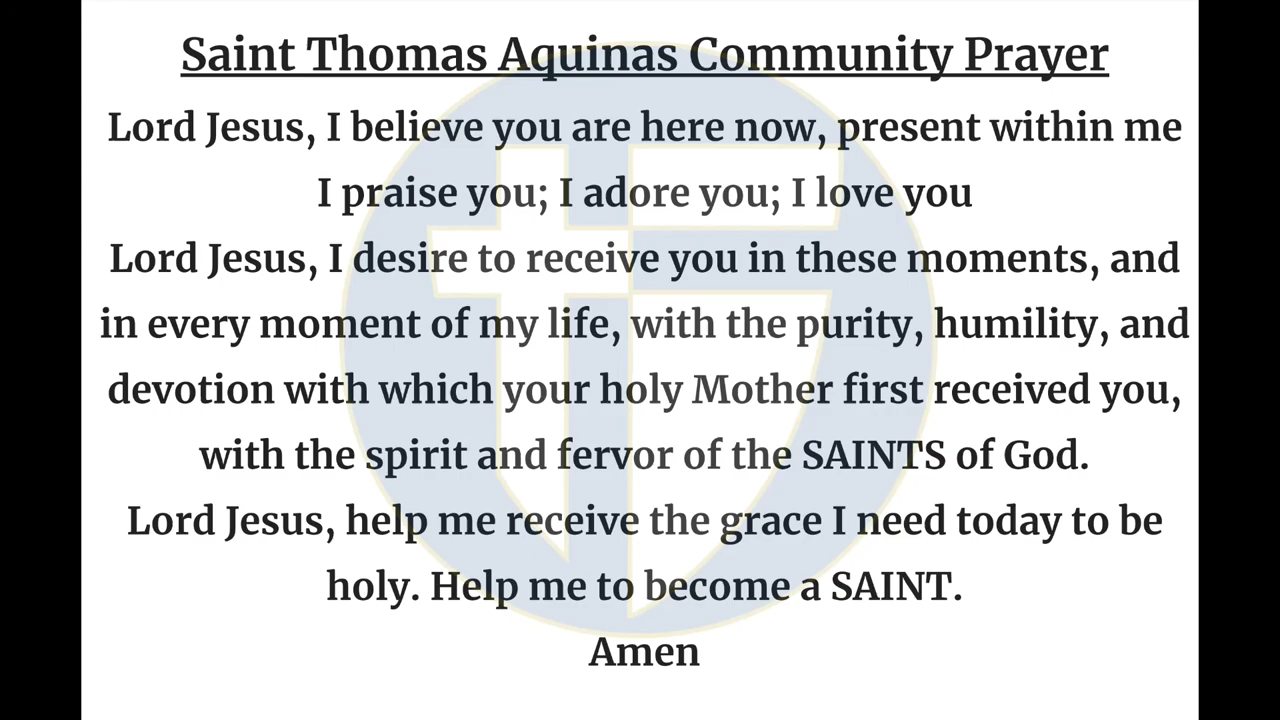 Saint Thomas Aquinas Community Prayer
Lord Jesus, I believe you are here now, present within me
I praise you; I adore you; I love you
Lord Jesus, I desire to receive you in these moments, and
in every moment of my life, with the purity, humility, and
devotion with which your holy Mother first received you,
with the spirit and fervor of the SAINTS of God.
Lord Jesus, help me receive the grace I need today to be
holy. Help me to become a SAINT.
Amen